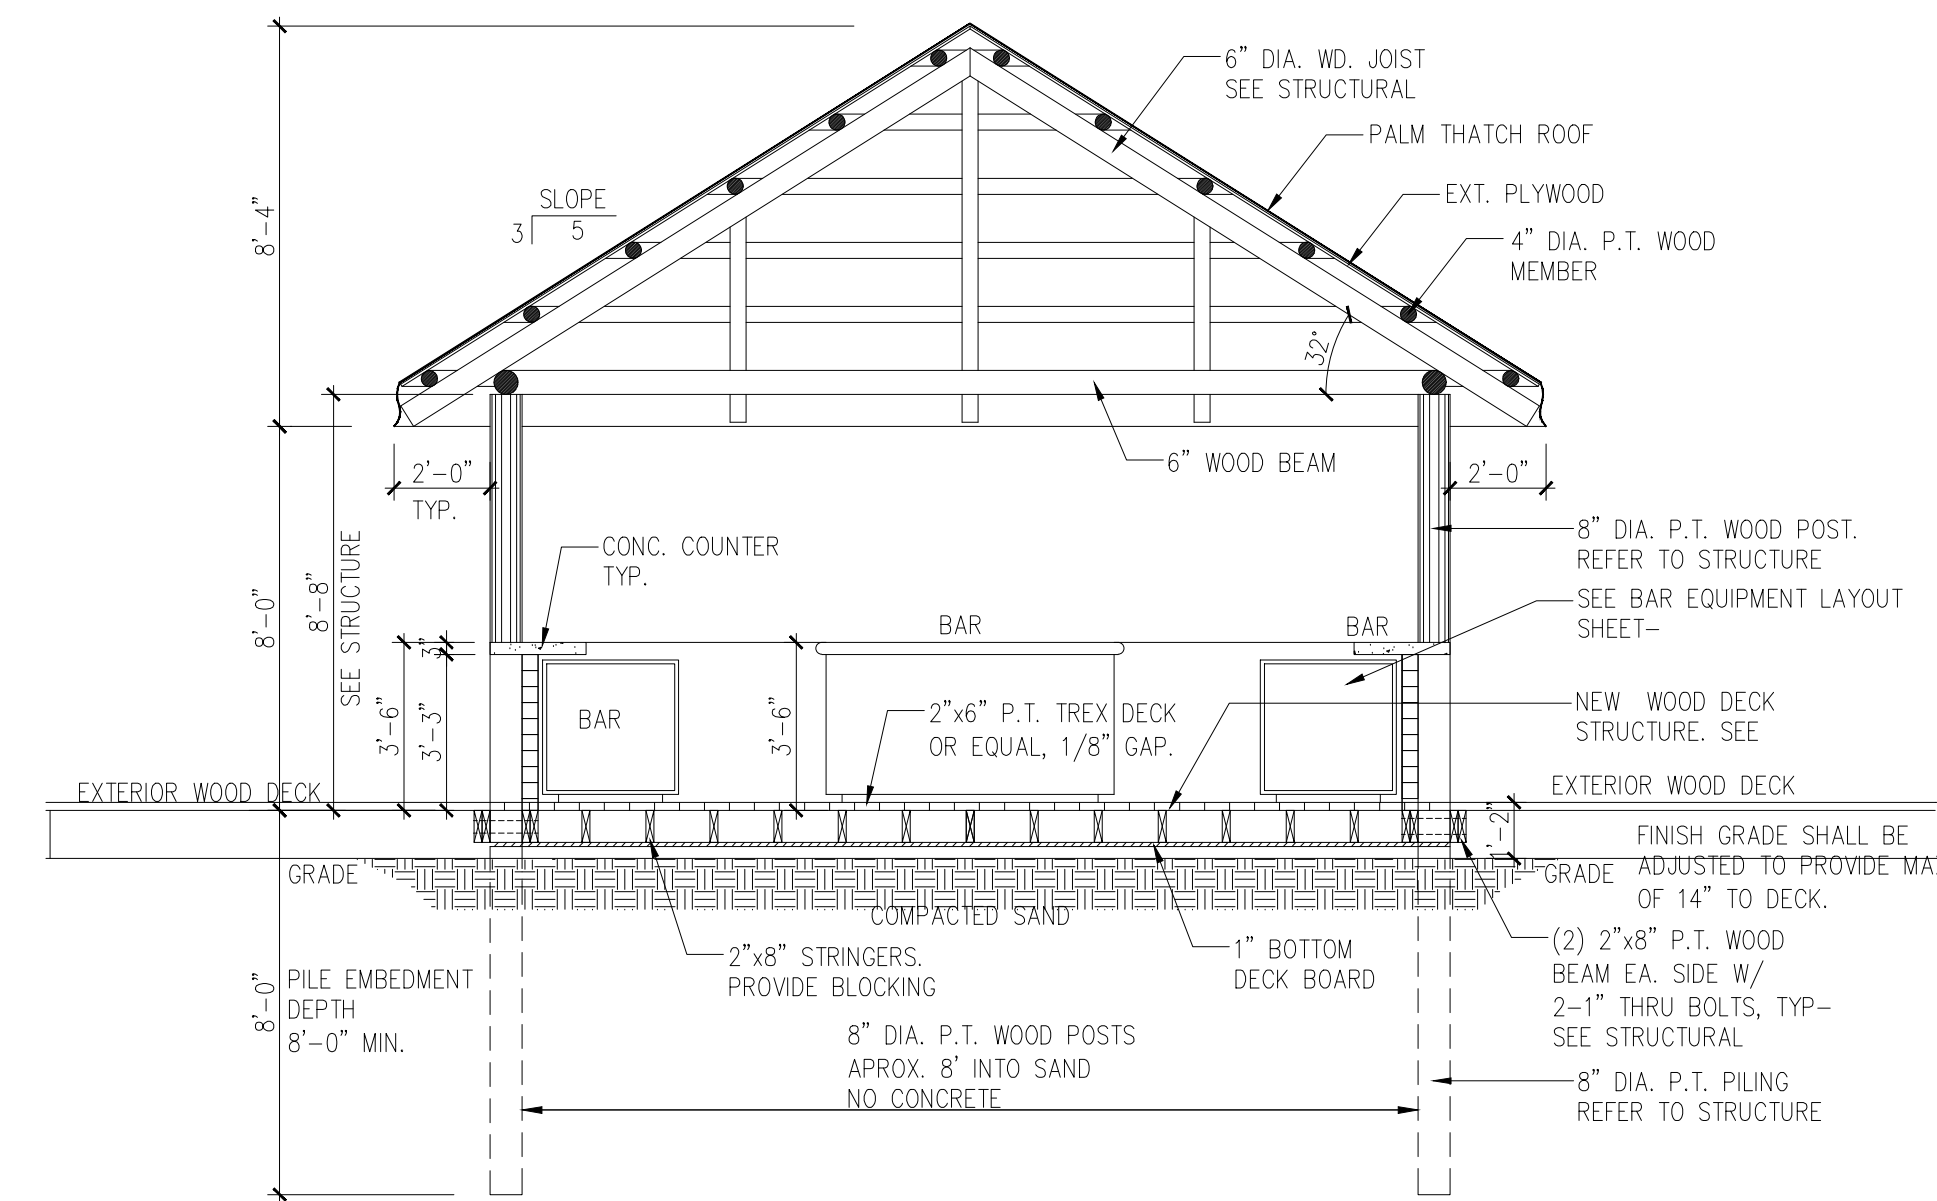 6” DIA. WD. JOIST
SEE STRUCTURAL
PALM THATCH ROOF
EXT. PLYWOOD
4” DIA. P.T. WOOD
MEMBER
SLOPE
3
5
8’-4”
32°
6” WOOD BEAM
2’-0”
TYP.
2’-0”
8” DIA. P.T. WOOD POST.
REFER TO STRUCTURE
CONC. COUNTER
TYP.
SEE BAR EQUIPMENT LAYOUT
SHEET-
8’-0”
8’-8”
SEE STRUCTURE
3”
3’-6”
3’-3”
BAR
BAR
BAR
3’-6”
2”x6” P.T. TREX DECK
OR EQUAL, 1/8” GAP.
NEW WOOD DECK
STRUCTURE. SEE
EXTERIOR WOOD DECK
EXTERIOR WOOD DECK
1’-2”
FINISH GRADE SHALL BE
ADJUSTED TO PROVIDE
OF 14” TO DECK.
GRADE
GRADE
COMPACTED SAND
2”x8” STRINGERS.
PROVIDE BLOCKING
1” BOTTOM
DECK BOARD
(2) 2”x8” P.T. WOOD
BEAM EA. SIDE W/
2-1” THRU BOLTS, TYP-
SEE STRUCTURAL
8’-0”
PILE EMBEDMENT
DEPTH
8’-0” MIN.
8” DIA. P.T. WOOD POSTS
APROX. 8’ INTO SAND
NO CONCRETE
8” DIA. P.T. PILING
REFER TO STRUCTURE